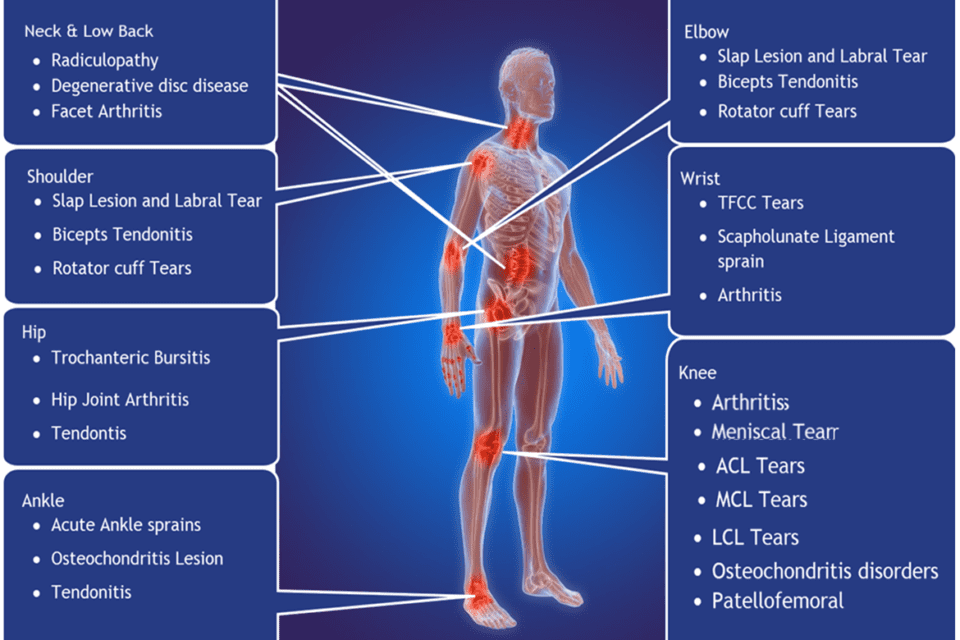 Neck & Low Back
• Radiculopathy
• Degenerative disc disease
• Facet Arthritis
Shoulder
• Slap Lesion and Labral Tear
• Bicepts Tendonitis
• Rotator cuff Tears
Hip
• Trochanteric Bursitis
• Hip Joint Arthritis
• Tendontis
Ankle
• Acute Ankle sprains
• Osteochondritis Lesion
• Tendonitis
Elbow
• Slap Lesion and Labral Tear
• Bicepts Tendonitis
• Rotator cuff Tears
Wrist
• TFCC Tears
• Scapholunate Ligament
sprain
• Arthritis
Knee
• Arthritiss
• Meniscal Tearr
• ACL Tears
• MCL Tears
• LCL Tears
• Osteochondritis disorders
• Patellofemoral